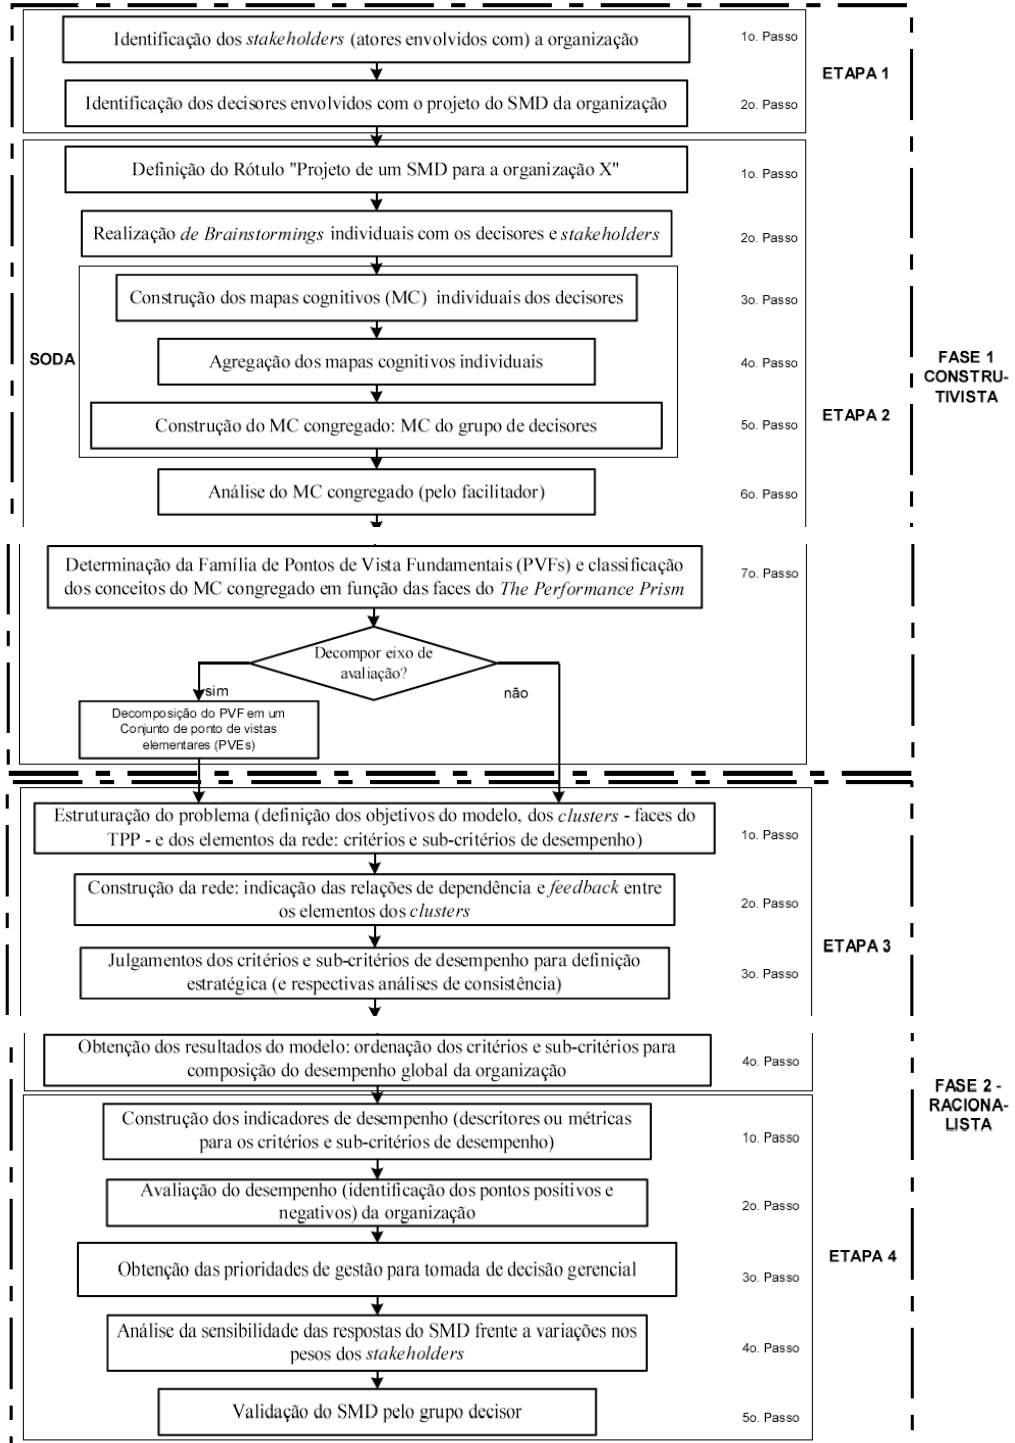 Identificação dos stakeholders (atores envolvidos com) a organização
1o. Passo
ETAPA 1
Identificação dos decisores envolvidos com o projeto do SMD da organização
2o. Passo
Definição do Rótulo "Projeto de um SMD para a organização X"
1o. Passo
Realização de Brainstormings individuais com os decisores e stakeholders
2o. Passo
Construção dos mapas cognitivos (MC) individuais dos decisores
3o. Passo
SODA
Agregação dos mapas cognitivos individuais
4o. Passo
FASE 1
CONSTRU-
TIVISTA
Construção do MC congregado: MC do grupo de decisores
5o. Passo
ETAPA 2
Análise do MC congregado (pelo facilitador)
6o. Passo
Determinação da Família de Pontos de Vista Fundamentais (PVFs) e classificação
dos conceitos do MC congregado em função das faces do The Performance Prism
7o. Passo
Decompor eixo de
avaliação?
sim
não
Decomposição do PVF em um
Conjunto de ponto de vistas
elementares (PVEs)
Estruturação do problema (definição dos objetivos do modelo, dos clusters - faces do
TPP - e dos elementos da rede: critérios e sub-critérios de desempenho)
1o. Passo
Construção da rede: indicação das relações de dependência e feedback entre
os elementos dos clusters
2o. Passo
ETAPA 3
Julgamentos dos critérios e sub-critérios de desempenho para definição
estratégica (e respectivas análises de consistência)
3o. Passo
Obtenção dos resultados do modelo: ordenação dos critérios e sub-critérios para
composição do desempenho global da organização
4o. Passo
FASE 2 -
RACIONA-
LISTA
Construção dos indicadores de desempenho (descritores ou métricas
para os critérios e sub-critérios de desempenho)
1o. Passo
Avaliação do desempenho (identificação dos pontos positivos e
negativos) da organização
2o. Passo
ETAPA 4
Obtenção das prioridades de gestão para tomada de decisão gerencial
3o. Passo
Análise da sensibilidade das respostas do SMD frente a variações nos
pesos dos stakeholders
4o. Passo
Validação do SMD pelo grupo decisor
5o. Passo